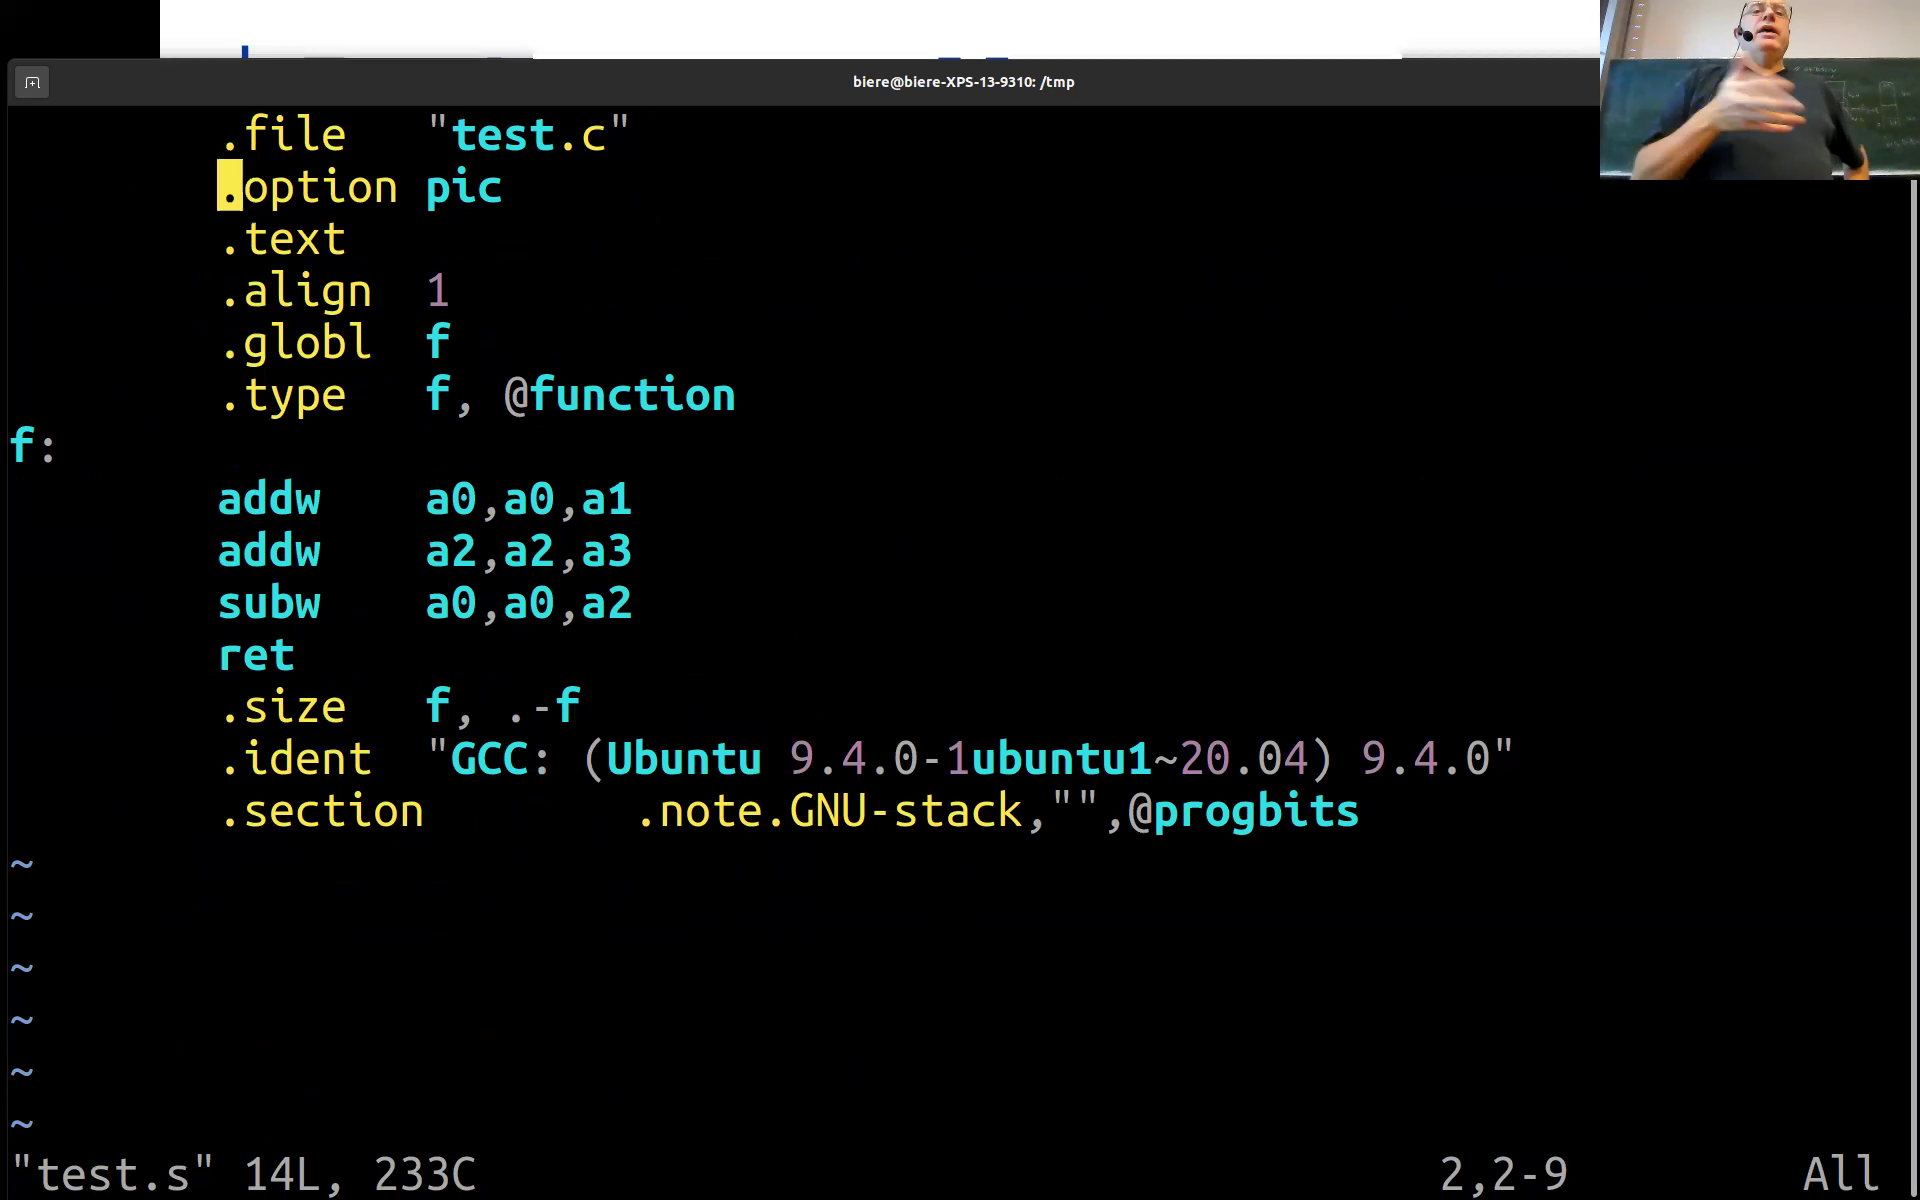 biere@biere-XPS-13-9310: /tmp
.file "test.c"
.option pic
.text
.align 1
.globl f
.type f, @function
f:
addw a0,a0,a1
addw a2,a2,a3
subw a0,a0,a2
ret
.size f, .-f
.ident "GCC: (Ubuntu 9.4.0-1ubuntu1~20.04) 9.4.0"
.section .note.GNU-stack,"",@progbits
~
~
~
~
~
~
"test.s" 14L, 233C 2,2-9 All